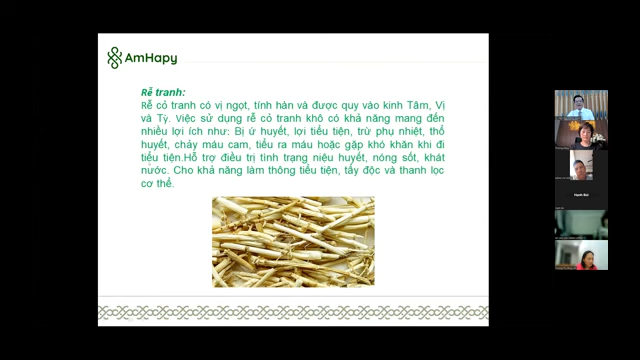 AmHapy
Rễ tranh:
Rễ cỏ tranh có vị ngọt, tính hàn và được quy vào kinh Tâm, Vị
và Tỳ. Việc sử dụng rễ cỏ tranh khô có khả năng mang đến
nhiều lợi ích như: Bị ứ huyết, lợi tiểu tiện, trừ phụ nhiệt, thổ
huyết, chảy máu cam, tiểu ra máu hoặc gặp khó khăn khi đi
tiểu tiện.Hỗ trợ điều trị tình trạng niệu huyết, nóng sốt, khát
nước. Cho khả năng làm thông tiểu tiện, tẩy độc và thanh lọc
cơ thể.
Hạnh Bùi